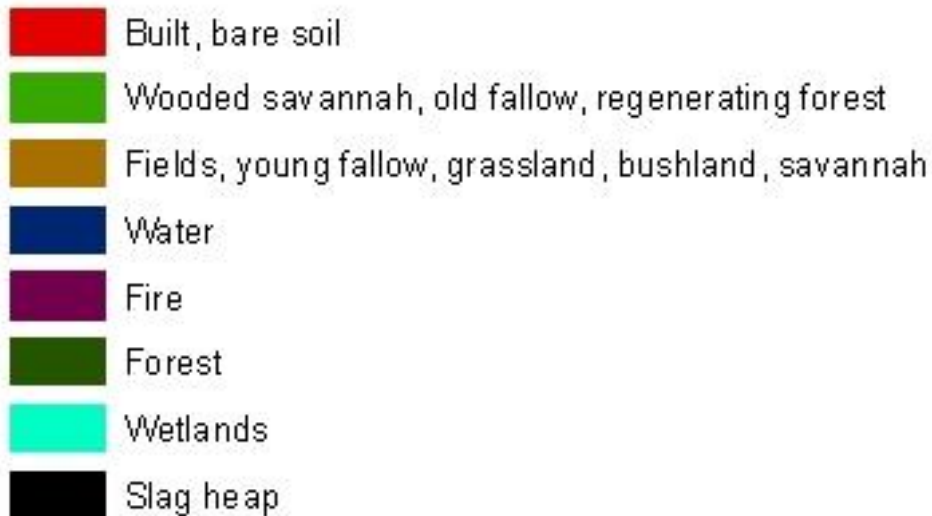 Built, bare soil
Wooded savannah, old fallow, regenerating forest
Fields, young fallow, grassland, bushland, savannah
Water
Fire
Forest
Wetlands
Slag heap